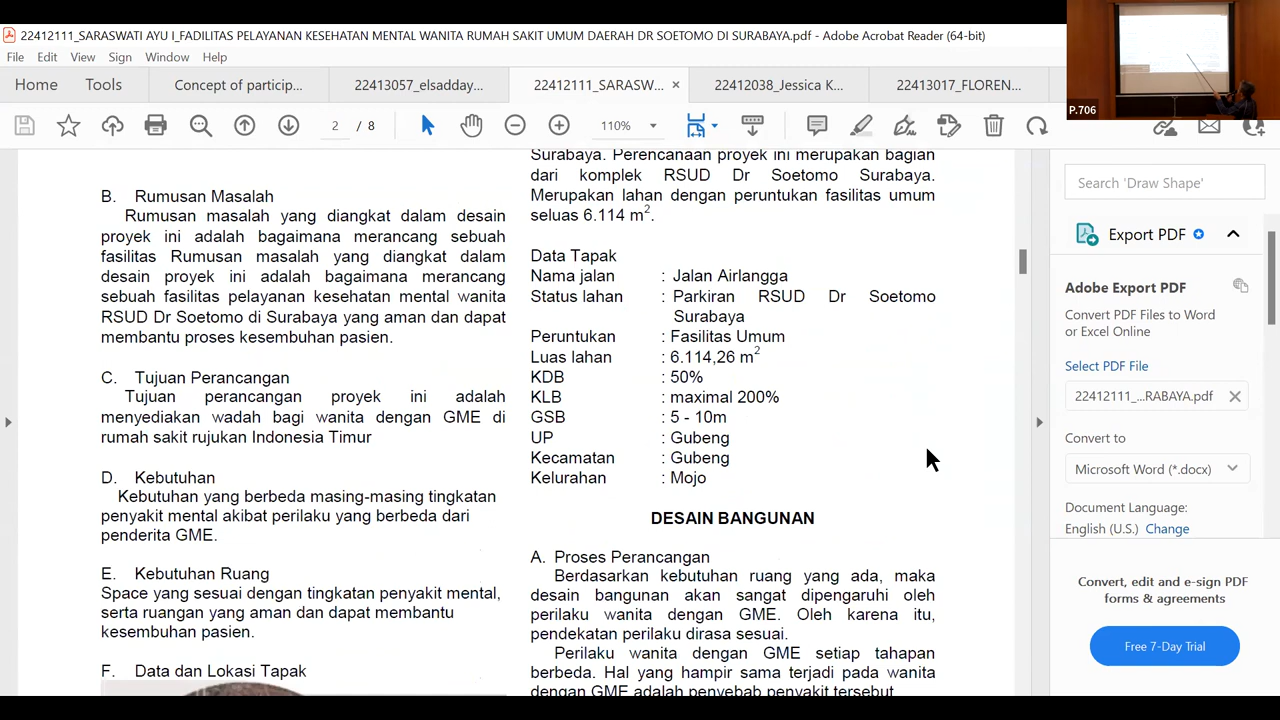 22412111_SARASWATI AYU I_FADILITAS PELAYANAN KESEHATAN MENTAL WANITA RUMAH SAKIT UMUM DAERAH DR SOETOMO DI SURABAYA.pdf - Adobe Acrobat Reader (64-bit)
File Edit View Sign Window Help
Home Tools Concept of particip... 22413057_elsadday... 22412111_SARASW... × 22412038_Jessica K... 22413017_FLOREN...
P.706
2 / 8 110%
B. Rumusan Masalah
Rumusan masalah yang diangkat dalam desain
proyek ini adalah bagaimana merancang sebuah
fasilitas Rumusan masalah yang diangkat dalam
desain proyek ini adalah bagaimana merancang
sebuah fasilitas pelayanan kesehatan mental wanita
RSUD Dr Soetomo di Surabaya yang aman dan dapat
membantu proses kesembuhan pasien.
C. Tujuan Perancangan
Tujuan perancangan proyek ini adalah
menyediakan wadah bagi wanita dengan GME di
rumah sakit rujukan Indonesia Timur
D. Kebutuhan
Kebutuhan yang berbeda masing-masing tingkatan
penyakit mental akibat perilaku yang berbeda dari
penderita GME.
E. Kebutuhan Ruang
Space yang sesuai dengan tingkatan penyakit mental,
serta ruangan yang aman dan dapat membantu
kesembuhan pasien.
F. Data dan Lokasi Tapak
Surabaya. Perencanaan proyek ini merupakan bagian
dari komplek RSUD Dr Soetomo Surabaya.
Merupakan lahan dengan peruntukan fasilitas umum
seluas 6.114 m².
Data Tapak
Nama jalan : Jalan Airlangga
Status lahan : Parkiran RSUD Dr Soetomo
Surabaya
Peruntukan : Fasilitas Umum
Luas lahan : 6.114,26 m²
KDB : 50%
KLB : maximal 200%
GSB : 5 - 10m
UP : Gubeng
Kecamatan : Gubeng
Kelurahan : Mojo
DESAIN BANGUNAN
A. Proses Perancangan
Berdasarkan kebutuhan ruang yang ada, maka
desain bangunan akan sangat dipengaruhi oleh
perilaku wanita dengan GME. Oleh karena itu,
pendekatan perilaku dirasa sesuai.
Perilaku wanita dengan GME setiap tahapan
berbeda. Hal yang hampir sama terjadi pada wanita
dengan GME adalah penyebab penyakit tersebut
Search 'Draw Shape'
Export PDF
Adobe Export PDF
Convert PDF Files to Word
or Excel Online
Select PDF File
22412111_...RABAYA.pdf
Convert to
Microsoft Word (*.docx)
Document Language:
English (U.S.) Change
Convert, edit and e-sign PDF
forms & agreements
Free 7-Day Trial